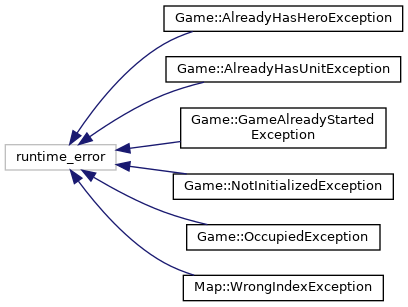 Game::AlreadyHasHeroException
Game::AlreadyHasUnitException
Game::GameAlreadyStarted
Exception
runtime_error
Game::NotInitializedException
Game::OccupiedException
Map::WrongIndexException